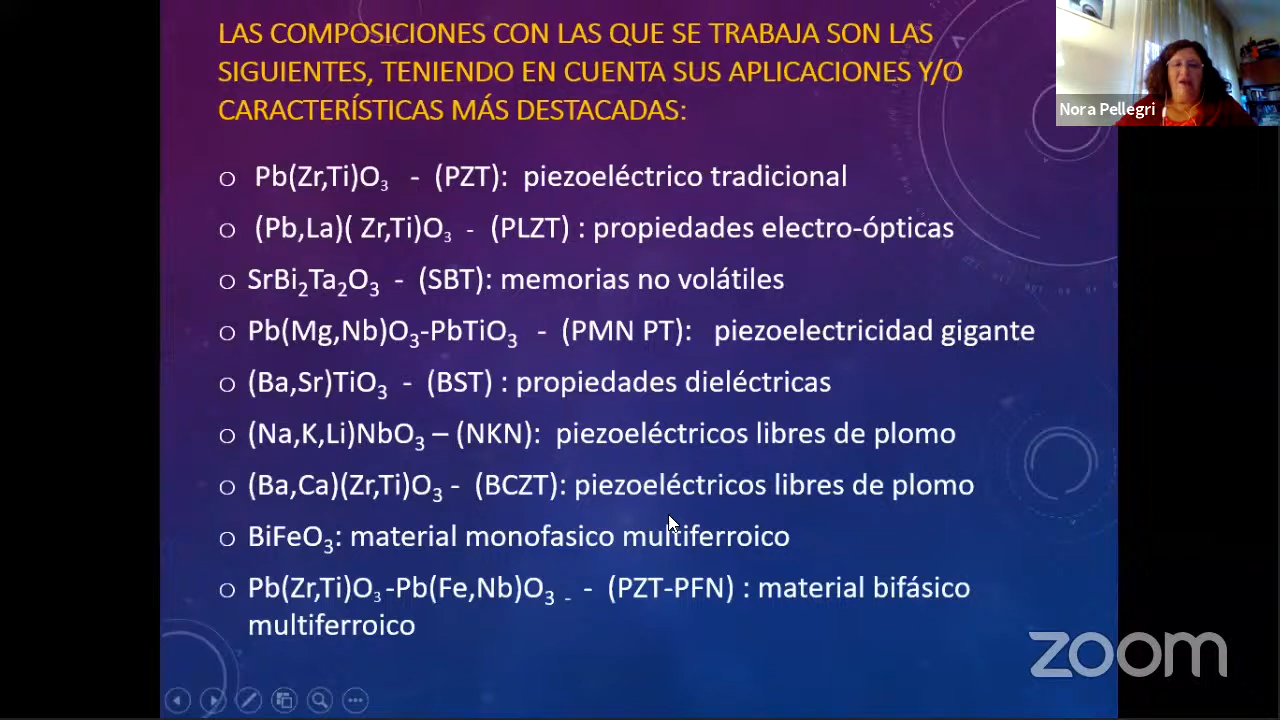 LAS COMPOSICIONES CON LAS QUE SE TRABAJA SON LAS
SIGUIENTES, TENIENDO EN CUENTA SUS APLICACIONES Y/O
CARACTERÍSTICAS MÁS DESTACADAS:
Nora Pellegri
o Pb(Zr,Ti)O₃ - (PZT): piezoeléctrico tradicional
o (Pb,La)( Zr,Ti)O₃ - (PLZT) : propiedades electro-ópticas
o SrBi₂Ta₂O₃ - (SBT): memorias no volátiles
o Pb(Mg,Nb)O₃-PbTiO₃ - (PMN PT): piezoelectricidad gigante
o (Ba,Sr)TiO₃ - (BST) : propiedades dieléctricas
o (Na,K,Li)NbO₃ – (NKN): piezoeléctricos libres de plomo
o (Ba,Ca)(Zr,Ti)O₃ - (BCZT): piezoeléctricos libres de plomo
o BiFeO₃: material monofasico multiferroico
o Pb(Zr,Ti)O₃ -Pb(Fe,Nb)O₃ - - (PZT-PFN) : material bifásico
multiferroico
zoom